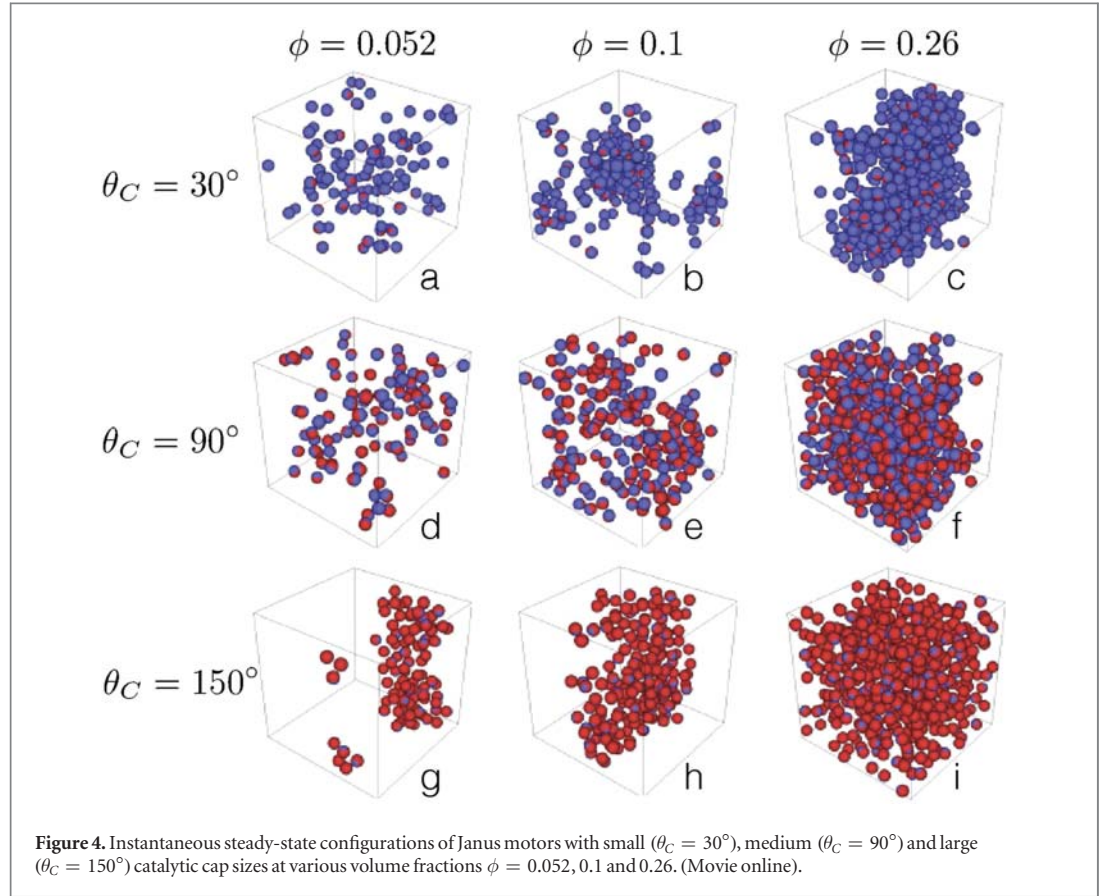 ϕ = 0.052 ϕ = 0.1 ϕ = 0.26
θ_C = 30°
a b c
θ_C = 90°
d e f
θ_C = 150°
g h i
Figure 4. Instantaneous steady-state configurations of Janus motors with small (θ_C = 30°), medium (θ_C = 90°) and large
(θ_C = 150°) catalytic cap sizes at various volume fractions ϕ = 0.052, 0.1 and 0.26. (Movie online).